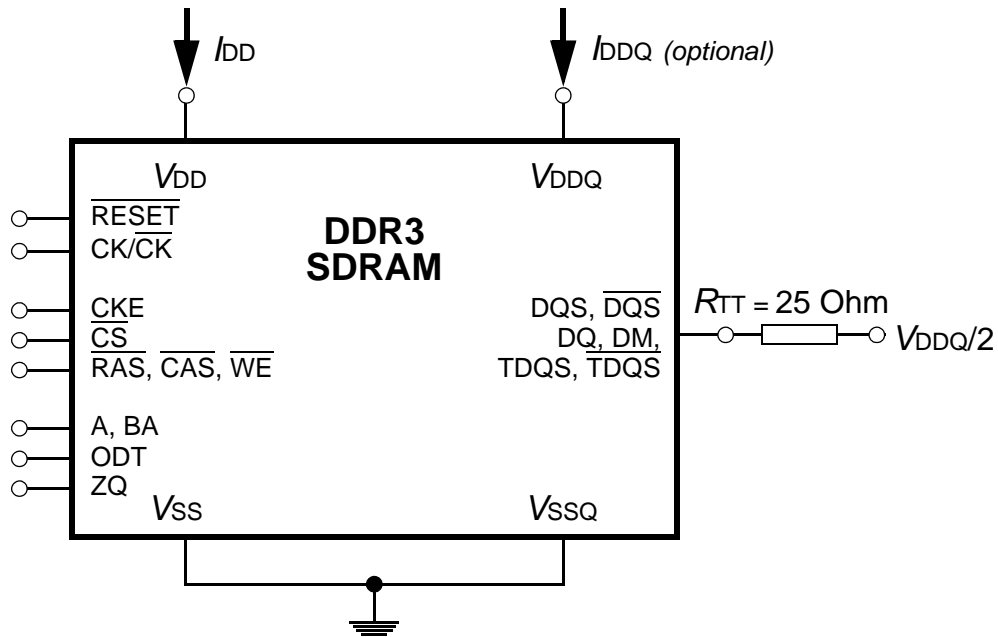 IDD
IDDQ (optional)
VDD
VDDQ
RESET
CK/CK
DDR3
SDRAM
CKE
CS
RAS, CAS, WE
DQS, DQS
DQ, DM,
TDQS, TDQS
RTT = 25 Ohm
VDDQ/2
A, BA
ODT
ZQ
VSS
VSSQ